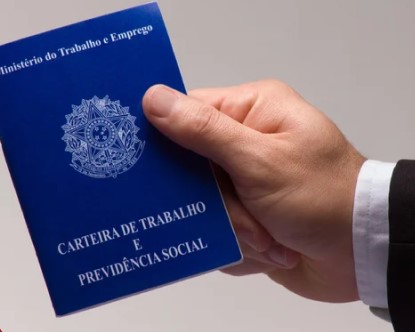 Ministério do Trabalho e Emprego
CARTEIRA DE TRABALHO
E
PREVIDÊNCIA SOCIAL